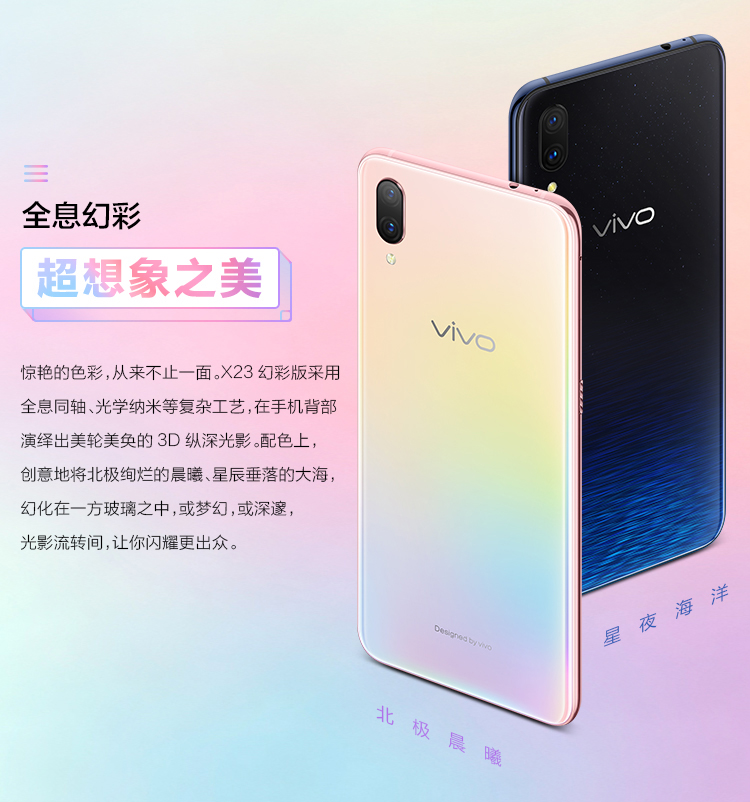 全息幻彩
超想象之美
惊艳的色彩,从来不止一面。X23 幻彩版采用
全息同轴、光学纳米等复杂工艺,在手机背部
演绎出美轮美奂的 3D 纵深光影。配色上,
创意地将北极绚烂的晨曦、星辰垂落的大海,
幻化在一方玻璃之中,或梦幻,或深邃,
光影流转间,让你闪耀更出众。
vivo
vivo
Designed by vivo
星夜海洋
北极晨曦